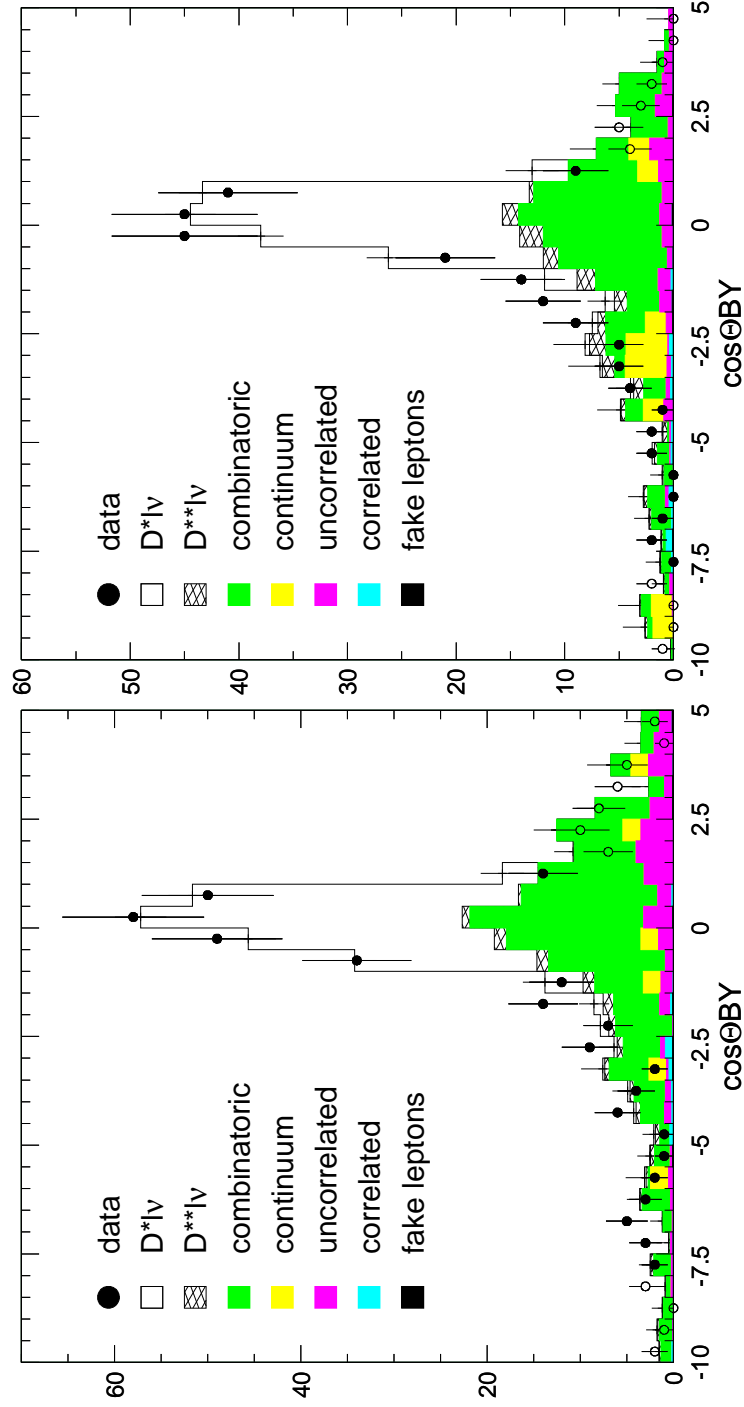 60
40
20
0
data
D*lν
D**lν
combinatoric
continuum
uncorrelated
correlated
fake leptons
-10
-7.5
-5
-2.5
0
2.5
5
cosΘBY
60
50
40
30
20
10
0
data
D*lν
D**lν
combinatoric
continuum
uncorrelated
correlated
fake leptons
-10
-7.5
-5
-2.5
0
2.5
5
cosΘBY